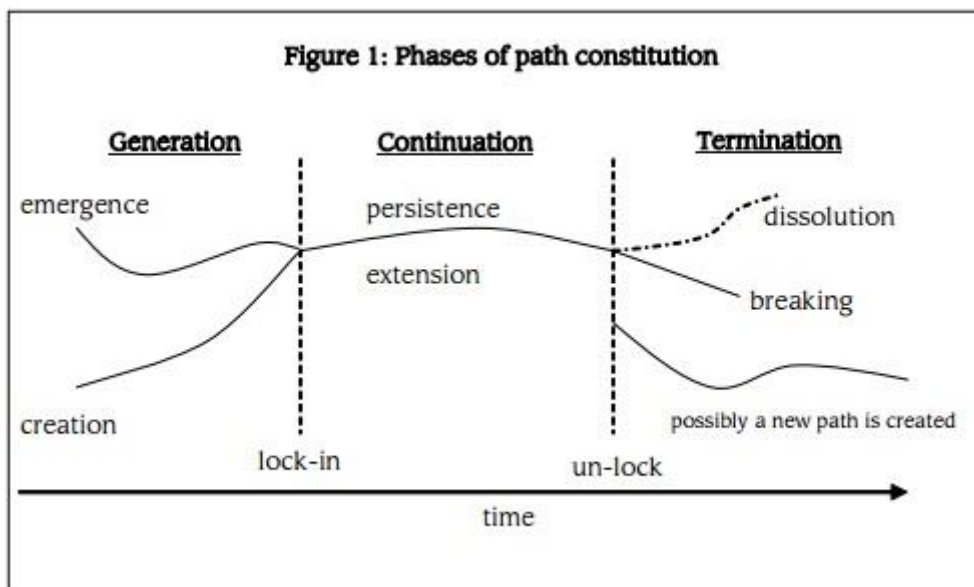 Figure 1: Phases of path constitution
Generation
Continuation
Termination
emergence
persistence
dissolution
extension
breaking
creation
possibly a new path is created
lock-in
un-lock
time